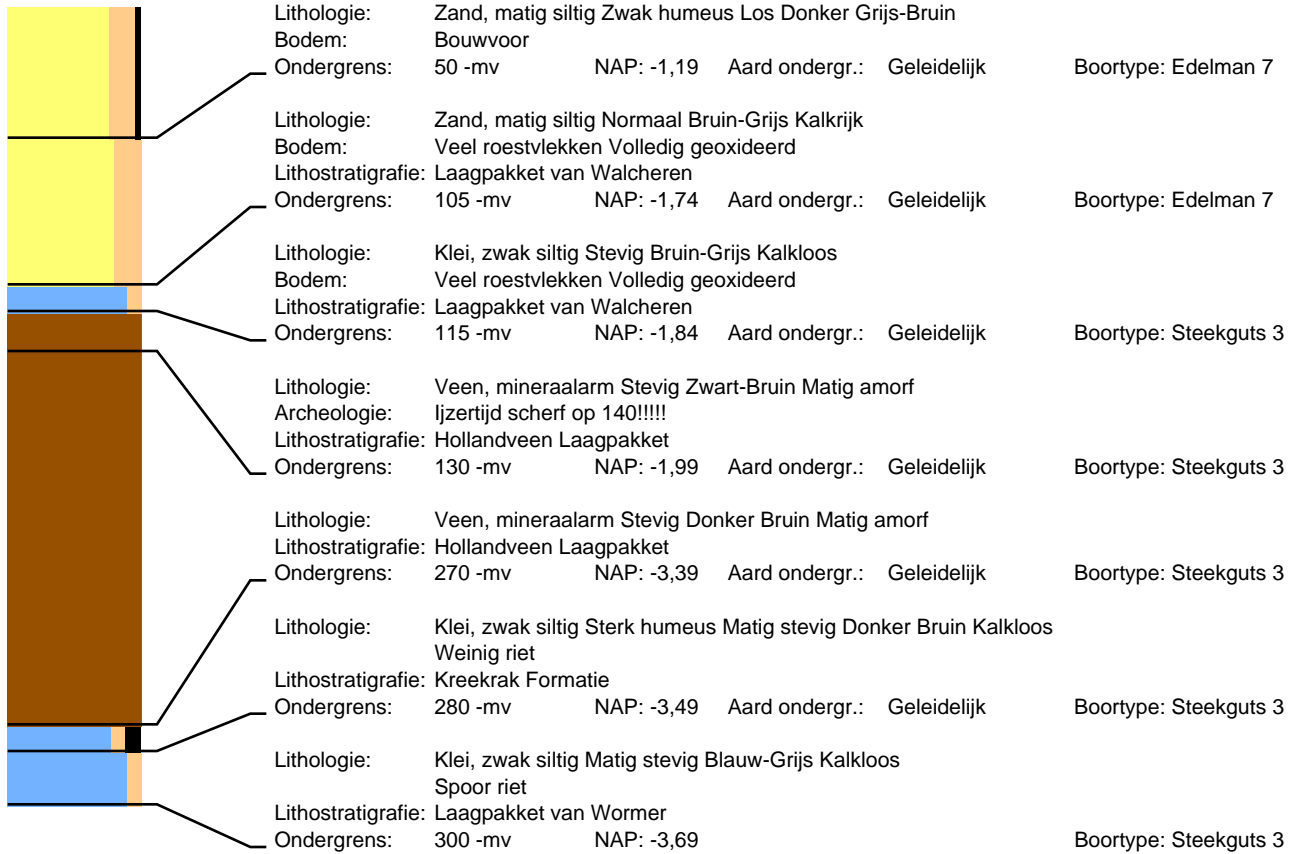 Lithologie: Zand, matig siltig Zwak humeus Los Donker Grijs-Bruin
Bodem: Bouwvoor
Ondergrens: 50 -mv NAP: -1,19 Aard ondergr.: Geleidelijk Boortype: Edelman 7
Lithologie: Zand, matig siltig Normaal Bruin-Grijs Kalkrijk
Bodem: Veel roestvlekken Volledig geoxideerd
Lithostratigrafie: Laagpakket van Walcheren
Ondergrens: 105 -mv NAP: -1,74 Aard ondergr.: Geleidelijk Boortype: Edelman 7
Lithologie: Klei, zwak siltig Stevig Bruin-Grijs Kalkloos
Bodem: Veel roestvlekken Volledig geoxideerd
Lithostratigrafie: Laagpakket van Walcheren
Ondergrens: 115 -mv NAP: -1,84 Aard ondergr.: Geleidelijk Boortype: Steekguts 3
Lithologie: Veen, mineraalarm Stevig Zwart-Bruin Matig amorf
Archeologie: Ijzertijd scherf op 140!!!!!
Lithostratigrafie: Hollandveen Laagpakket
Ondergrens: 130 -mv NAP: -1,99 Aard ondergr.: Geleidelijk Boortype: Steekguts 3
Lithologie: Veen, mineraalarm Stevig Donker Bruin Matig amorf
Lithostratigrafie: Hollandveen Laagpakket
Ondergrens: 270 -mv NAP: -3,39 Aard ondergr.: Geleidelijk Boortype: Steekguts 3
Lithologie: Klei, zwak siltig Sterk humeus Matig stevig Donker Bruin Kalkloos
Weinig riet
Lithostratigrafie: Kreekrak Formatie
Ondergrens: 280 -mv NAP: -3,49 Aard ondergr.: Geleidelijk Boortype: Steekguts 3
Lithologie: Klei, zwak siltig Matig stevig Blauw-Grijs Kalkloos
Spoor riet
Lithostratigrafie: Laagpakket van Wormer
Ondergrens: 300 -mv NAP: -3,69 Boortype: Steekguts 3